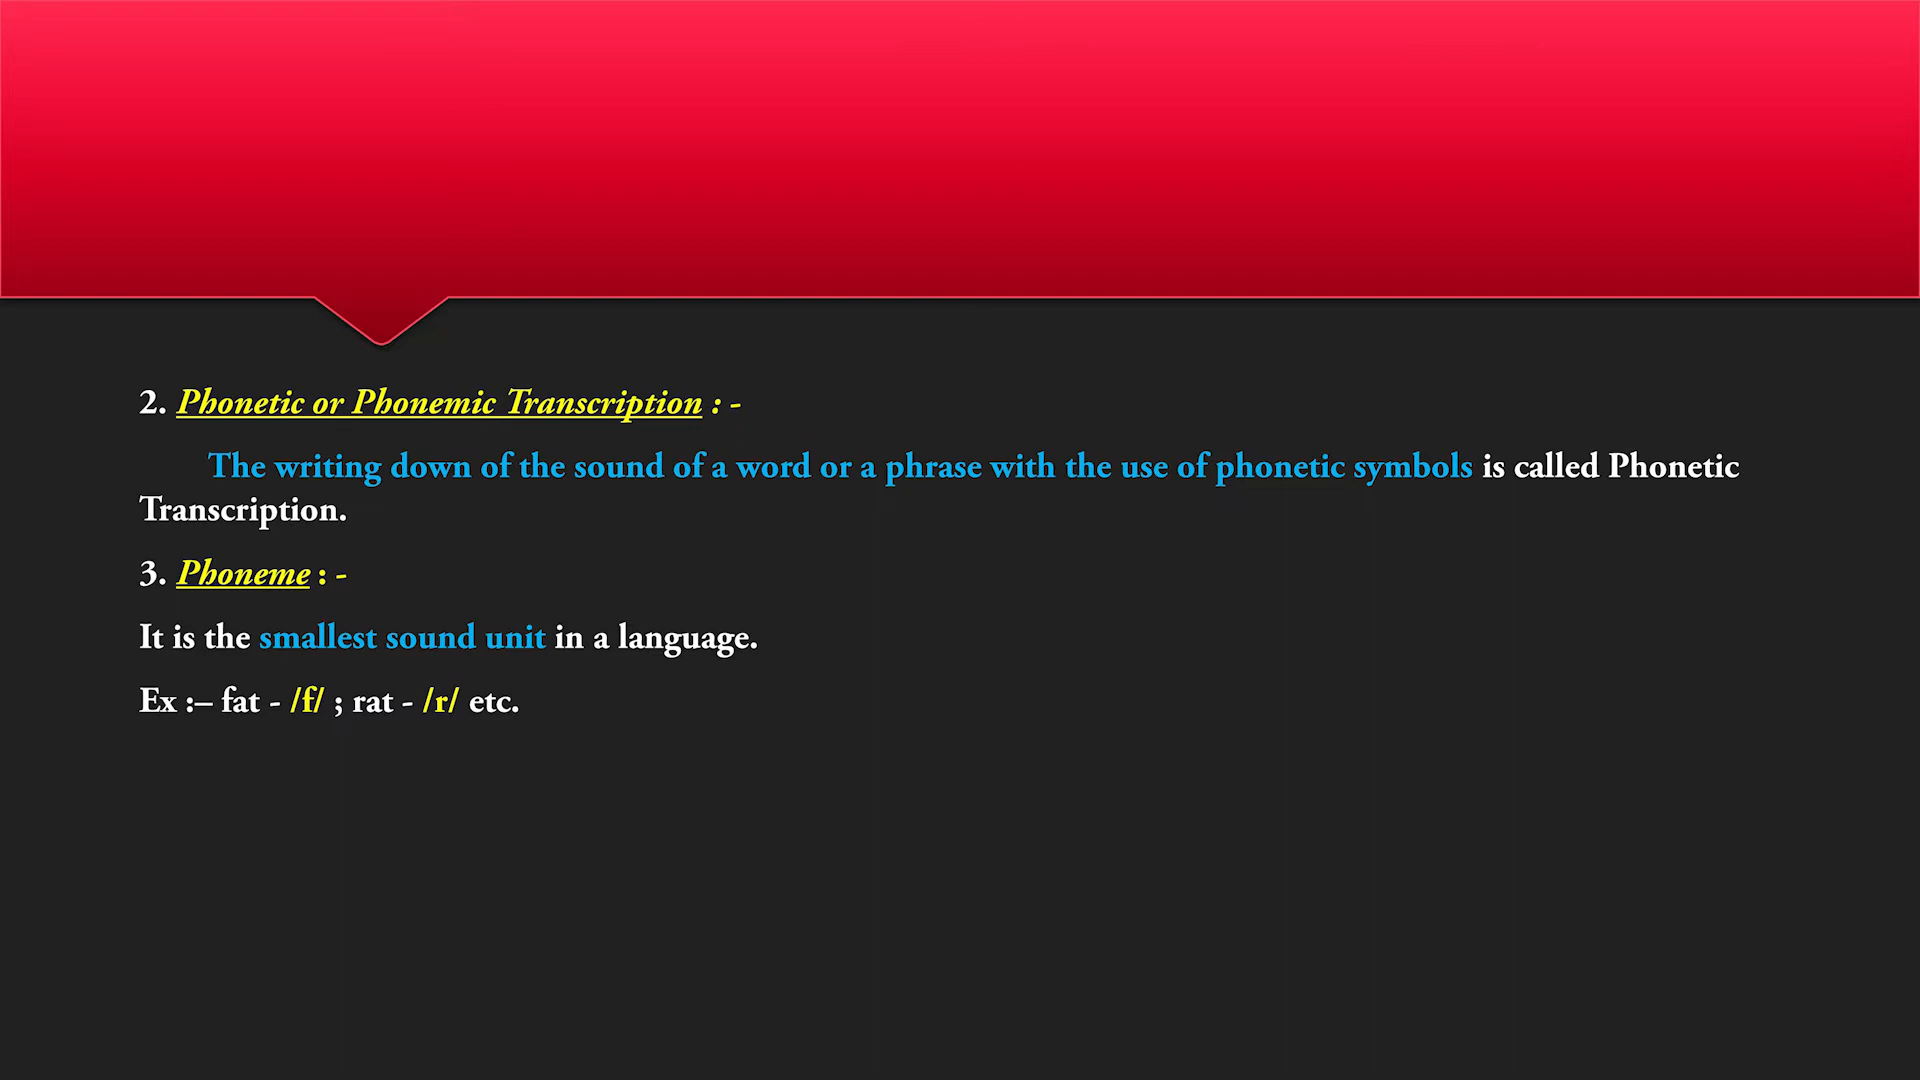 2. Phonetic or Phonemic Transcription : -
The writing down of the sound of a word or a phrase with the use of phonetic symbols is called Phonetic
Transcription.
3. Phoneme : -
It is the smallest sound unit in a language.
Ex :– fat - /f/ ; rat - /r/ etc.